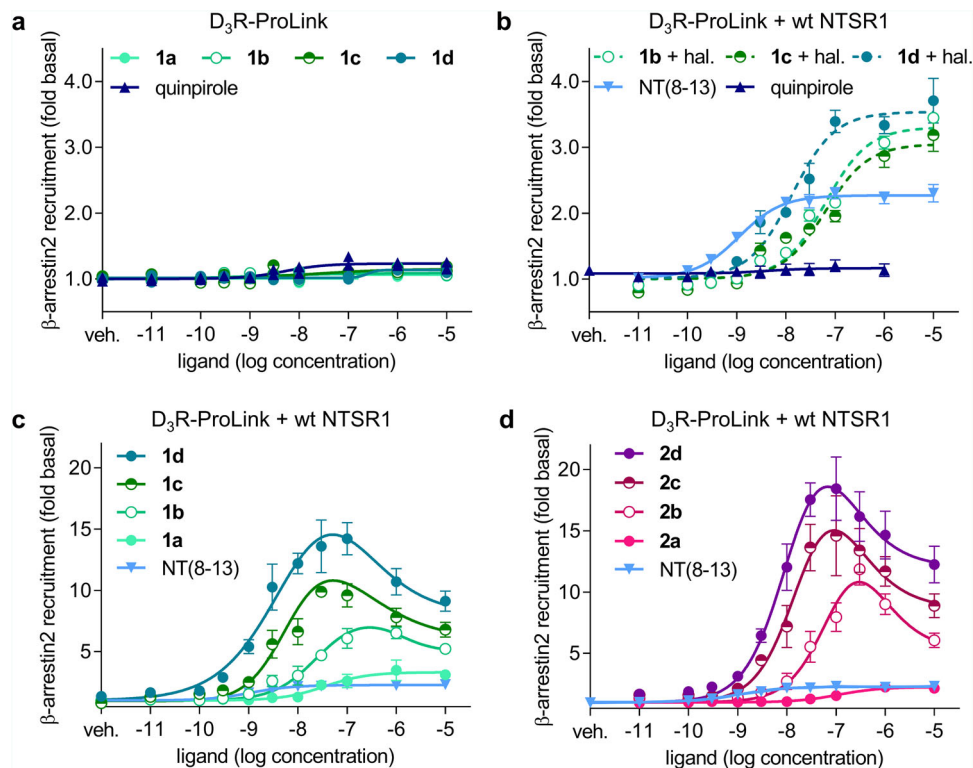 a
D₃R-ProLink
1a 1b 1c 1d
quinpirole
β-arrestin2 recruitment (fold basal)
4.0
3.0
2.0
1.0
veh. -11 -10 -9 -8 -7 -6 -5
ligand (log concentration)
b
D₃R-ProLink + wt NTSR1
1b + hal. 1c + hal. 1d + hal.
NT(8-13) quinpirole
β-arrestin2 recruitment (fold basal)
4.0
3.0
2.0
1.0
veh. -11 -10 -9 -8 -7 -6 -5
ligand (log concentration)
c
D₃R-ProLink + wt NTSR1
1d
1c
1b
1a
NT(8-13)
β-arrestin2 recruitment (fold basal)
20
15
10
5
veh. -11 -10 -9 -8 -7 -6 -5
ligand (log concentration)
d
D₃R-ProLink + wt NTSR1
2d
2c
2b
2a
NT(8-13)
β-arrestin2 recruitment (fold basal)
20
15
10
5
veh. -11 -10 -9 -8 -7 -6 -5
ligand (log concentration)